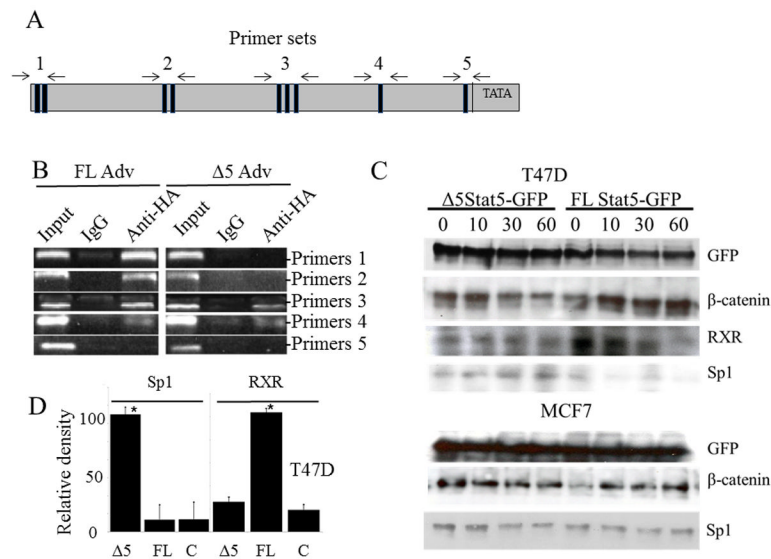 A
Primer sets
1 2 3 4 5
TATA
B
FL Adv Δ5 Adv
Input IgG Anti-HA Input IgG Anti-HA
-Primers 1
-Primers 2
-Primers 3
-Primers 4
-Primers 5
C
T47D
Δ5Stat5-GFP FL Stat5-GFP
0 10 30 60 0 10 30 60
GFP
β-catenin
RXR
Sp1
MCF7
GFP
β-catenin
Sp1
D
Sp1 RXR
Relative density
100
50
0
* *
T47D
Δ5 FL C Δ5 FL C